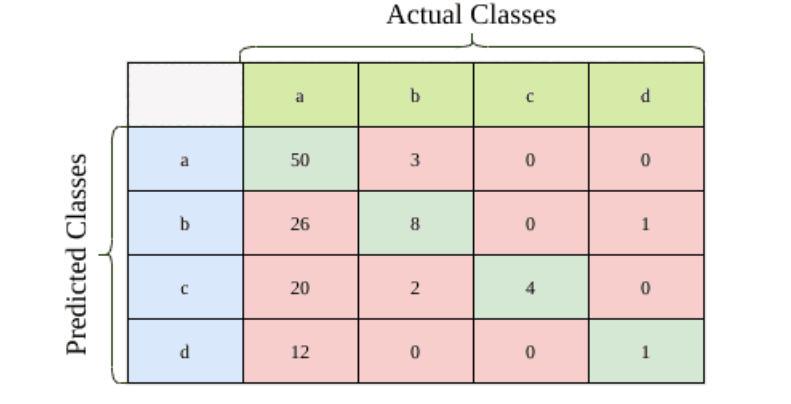 Actual Classes
a b c d
Predicted Classes
a 50 3 0 0
b 26 8 0 1
c 20 2 4 0
d 12 0 0 1